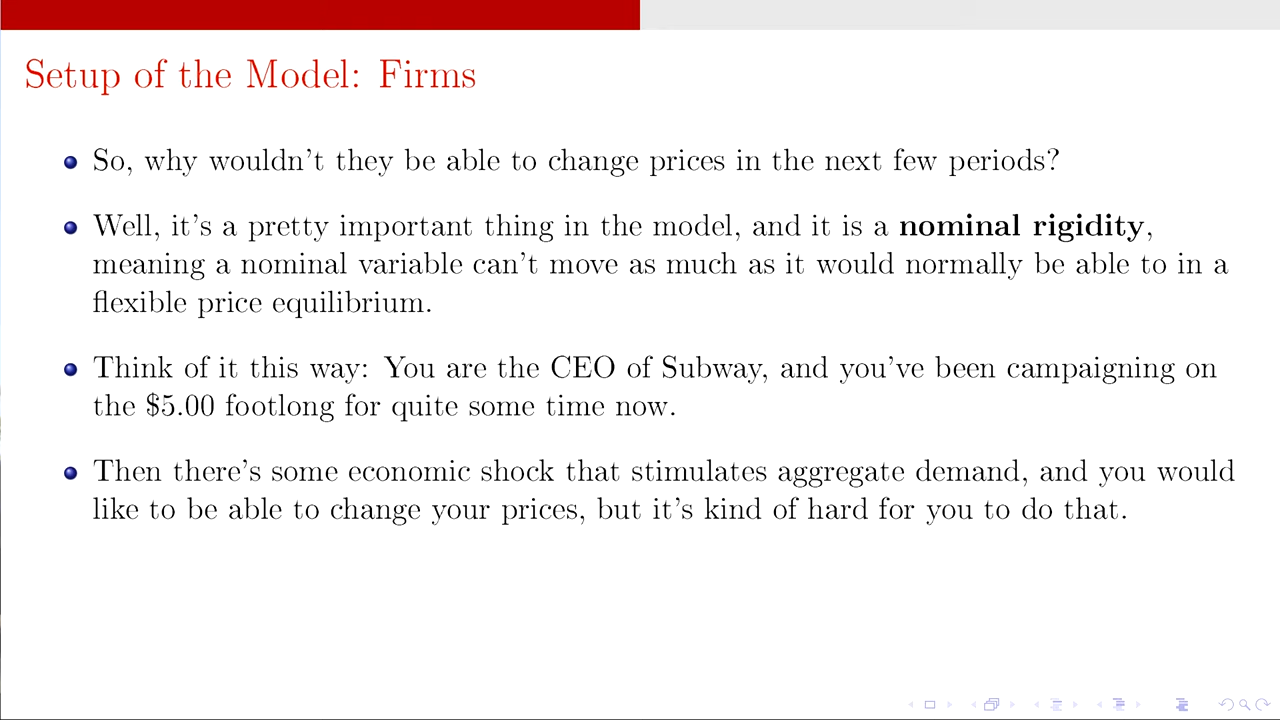 Setup of the Model: Firms
So, why wouldn't they be able to change prices in the next few periods?
Well, it's a pretty important thing in the model, and it is a nominal rigidity,
meaning a nominal variable can't move as much as it would normally be able to in a
flexible price equilibrium.
Think of it this way: You are the CEO of Subway, and you've been campaigning on
the $5.00 footlong for quite some time now.
Then there's some economic shock that stimulates aggregate demand, and you would
like to be able to change your prices, but it's kind of hard for you to do that.